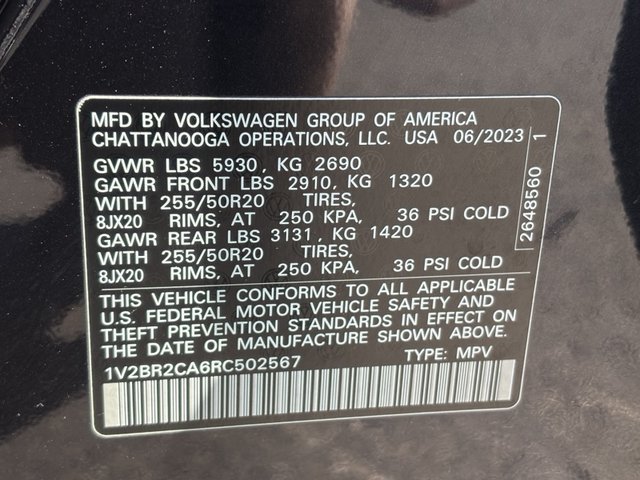 MFD BY VOLKSWAGEN GROUP OF AMERICA
CHATTANOOGA OPERATIONS, LLC. USA 06/2023
GVWR LBS 5930, KG 2690
GAWR FRONT LBS 2910, KG 1320
WITH 255/50R20 TIRES,
8JX20 RIMS, AT 250 KPA, 36 PSI COLD
GAWR REAR LBS 3131, KG 1420
WITH 255/50R20 TIRES,
8JX20 RIMS, AT 250 KPA, 36 PSI COLD
THIS VEHICLE CONFORMS TO ALL APPLICABLE
U.S. FEDERAL MOTOR VEHICLE SAFETY AND
THEFT PREVENTION STANDARDS IN EFFECT ON
THE DATE OF MANUFACTURE SHOWN ABOVE.
1V2BR2CA6RC502567 TYPE: MPV
2648560 1